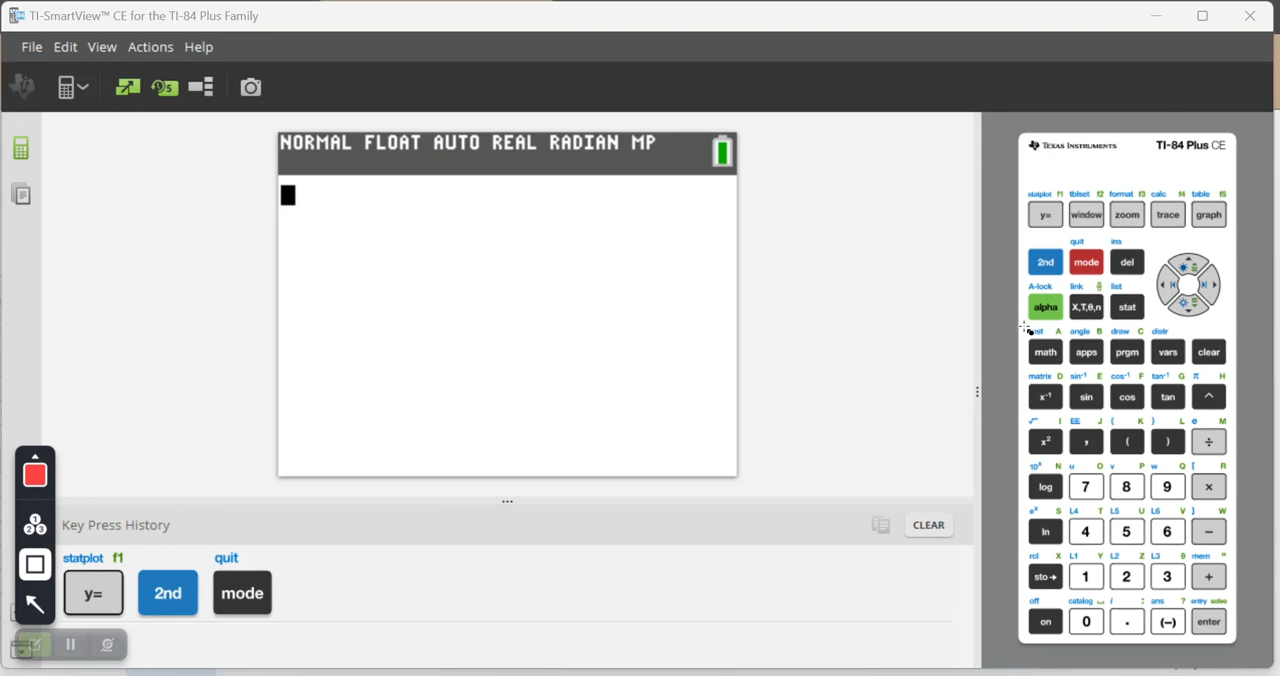 TI-SmartView™ CE for the TI-84 Plus Family
File Edit View Actions Help
NORMAL FLOAT AUTO REAL RADIAN MP
TEXAS INSTRUMENTS TI-84 Plus CE
statplot f1 tblset f2 format f3 calc f4 table f5
y= window zoom trace graph
quit ins
2nd mode del
A-lock link list
alpha X,T,θ,n stat
A angle B draw C distr
math apps prgm vars clear
matrix D sin⁻¹ E cos⁻¹ F tan⁻¹ G π H
x⁻¹ sin cos tan ^
√ I EE J { K } L e M
x² , ( ) ÷
10ˣ N u O v P w Q [ R
log 7 8 9 ×
eˣ S L4 T L5 U L6 V ] W
ln 4 5 6 −
rcl X L1 Y L2 Z L3 θ mem "
sto→ 1 2 3 +
off catalog i : ans ? entry solve
on 0 . (−) enter
Key Press History CLEAR
statplot f1 quit
y= 2nd mode